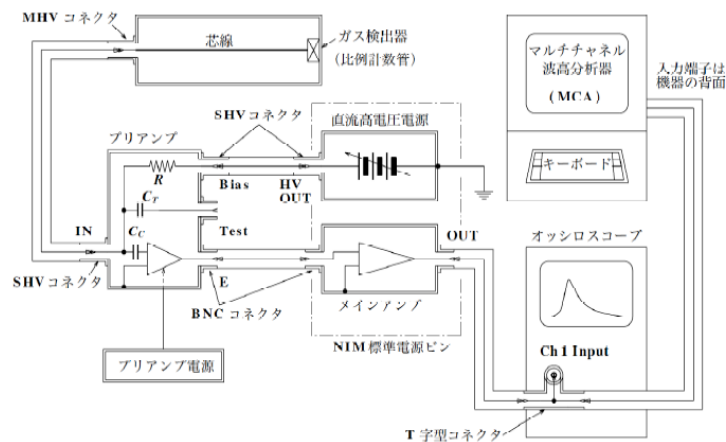 MHV コネクタ
芯線
ガス検出器
(比例計数管)
マルチチャネル
波高分析器
(MCA)
入力端子は
機器の背面
キーボード
SHV コネクタ
直流高電圧電源
プリアンプ
R
Bias
HV
OUT
C_T
IN
C_C
Test
OUT
オッシロスコープ
SHV コネクタ
E
BNC コネクタ
メインアンプ
NIM 標準電源ビン
プリアンプ電源
Ch 1 Input
T 字型コネクタ